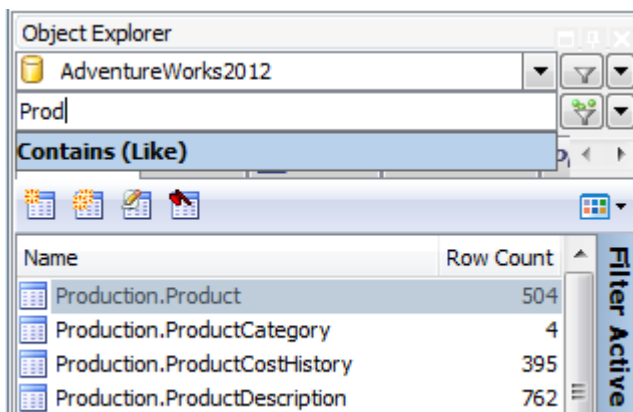 Object Explorer
AdventureWorks2012
Prod
Contains (Like)
Name Row Count
Production.Product 504
Production.ProductCategory 4
Production.ProductCostHistory 395
Production.ProductDescription 762
Filter Active